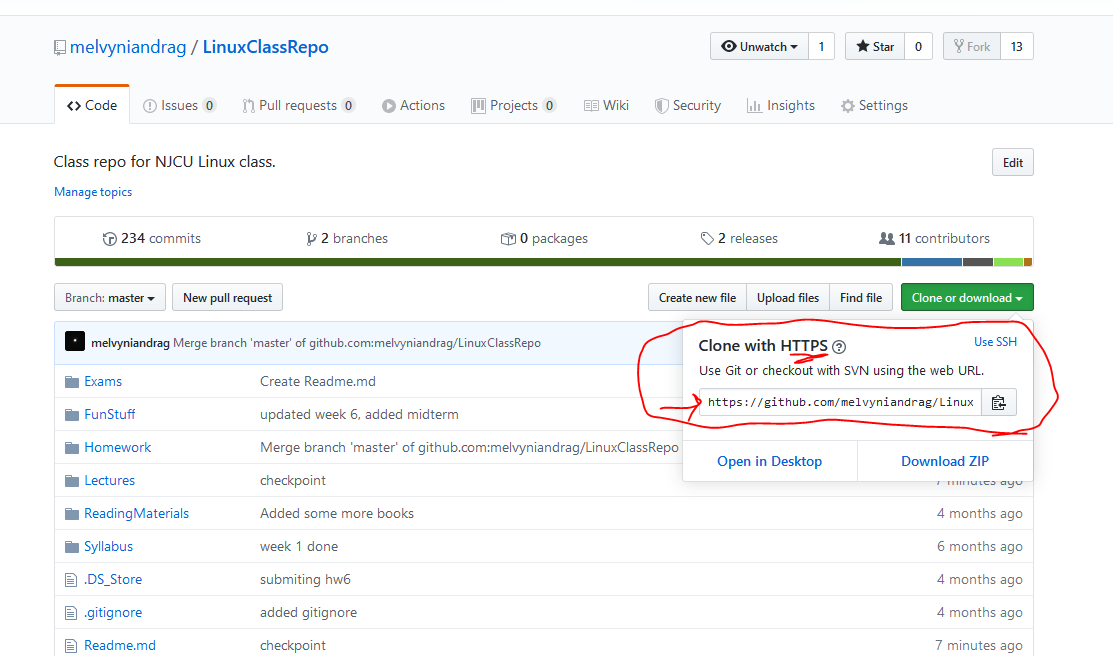 melvyniandrag / LinuxClassRepo
Unwatch 1 Star 0 Fork 13
Code Issues 0 Pull requests 0 Actions Projects 0 Wiki Security Insights Settings
Class repo for NJCU Linux class. Edit
Manage topics
234 commits 2 branches 0 packages 2 releases 11 contributors
Branch: master New pull request Create new file Upload files Find file Clone or download
melvyniandrag Merge branch 'master' of github.com:melvyniandrag/LinuxClassRepo
Clone with HTTPS ? Use SSH
Use Git or checkout with SVN using the web URL.
https://github.com/melvyniandrag/Linux
Open in Desktop Download ZIP
Exams Create Readme.md
FunStuff updated week 6, added midterm
Homework Merge branch 'master' of github.com:melvyniandrag/LinuxClassRepo
Lectures checkpoint 7 minutes ago
ReadingMaterials Added some more books 4 months ago
Syllabus week 1 done 6 months ago
.DS_Store submiting hw6 4 months ago
.gitignore added gitignore 4 months ago
Readme.md checkpoint 7 minutes ago